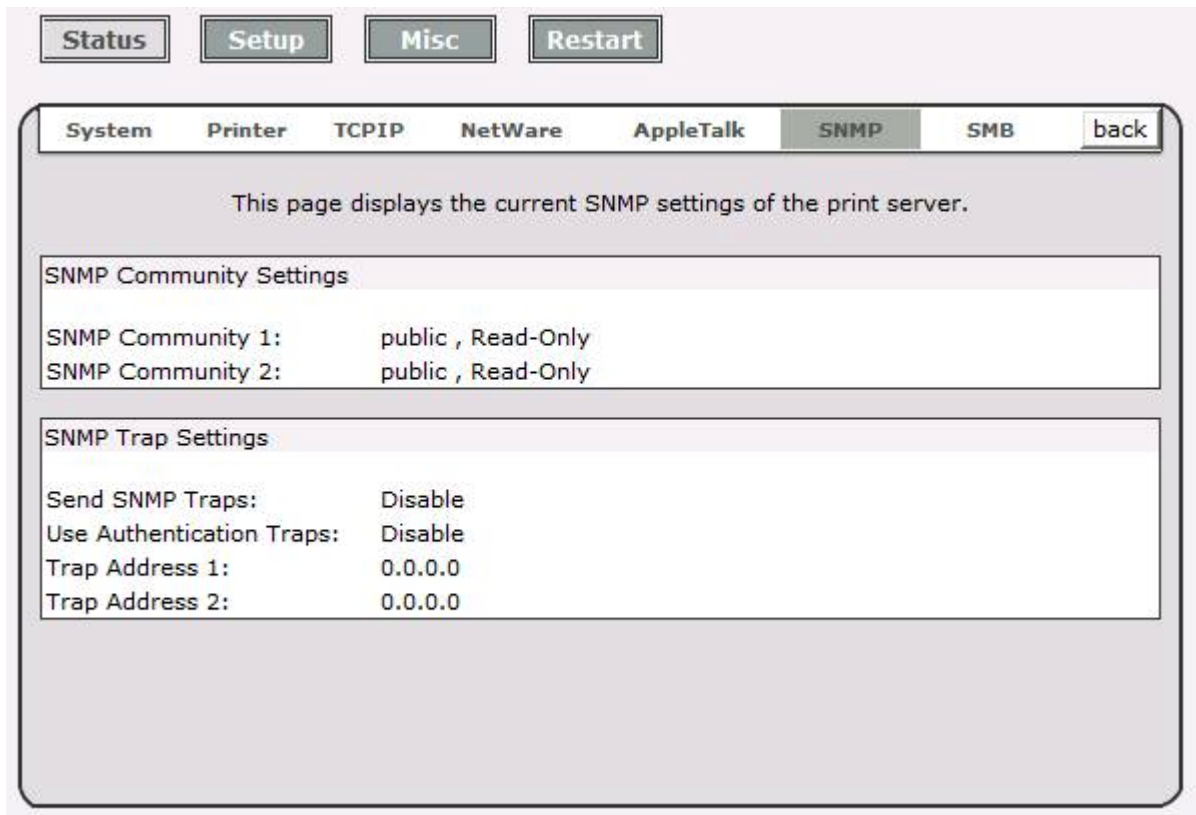 Status Setup Misc Restart
System Printer TCPIP NetWare AppleTalk SNMP SMB back
This page displays the current SNMP settings of the print server.
SNMP Community Settings
SNMP Community 1: public , Read-Only
SNMP Community 2: public , Read-Only
SNMP Trap Settings
Send SNMP Traps: Disable
Use Authentication Traps: Disable
Trap Address 1: 0.0.0.0
Trap Address 2: 0.0.0.0